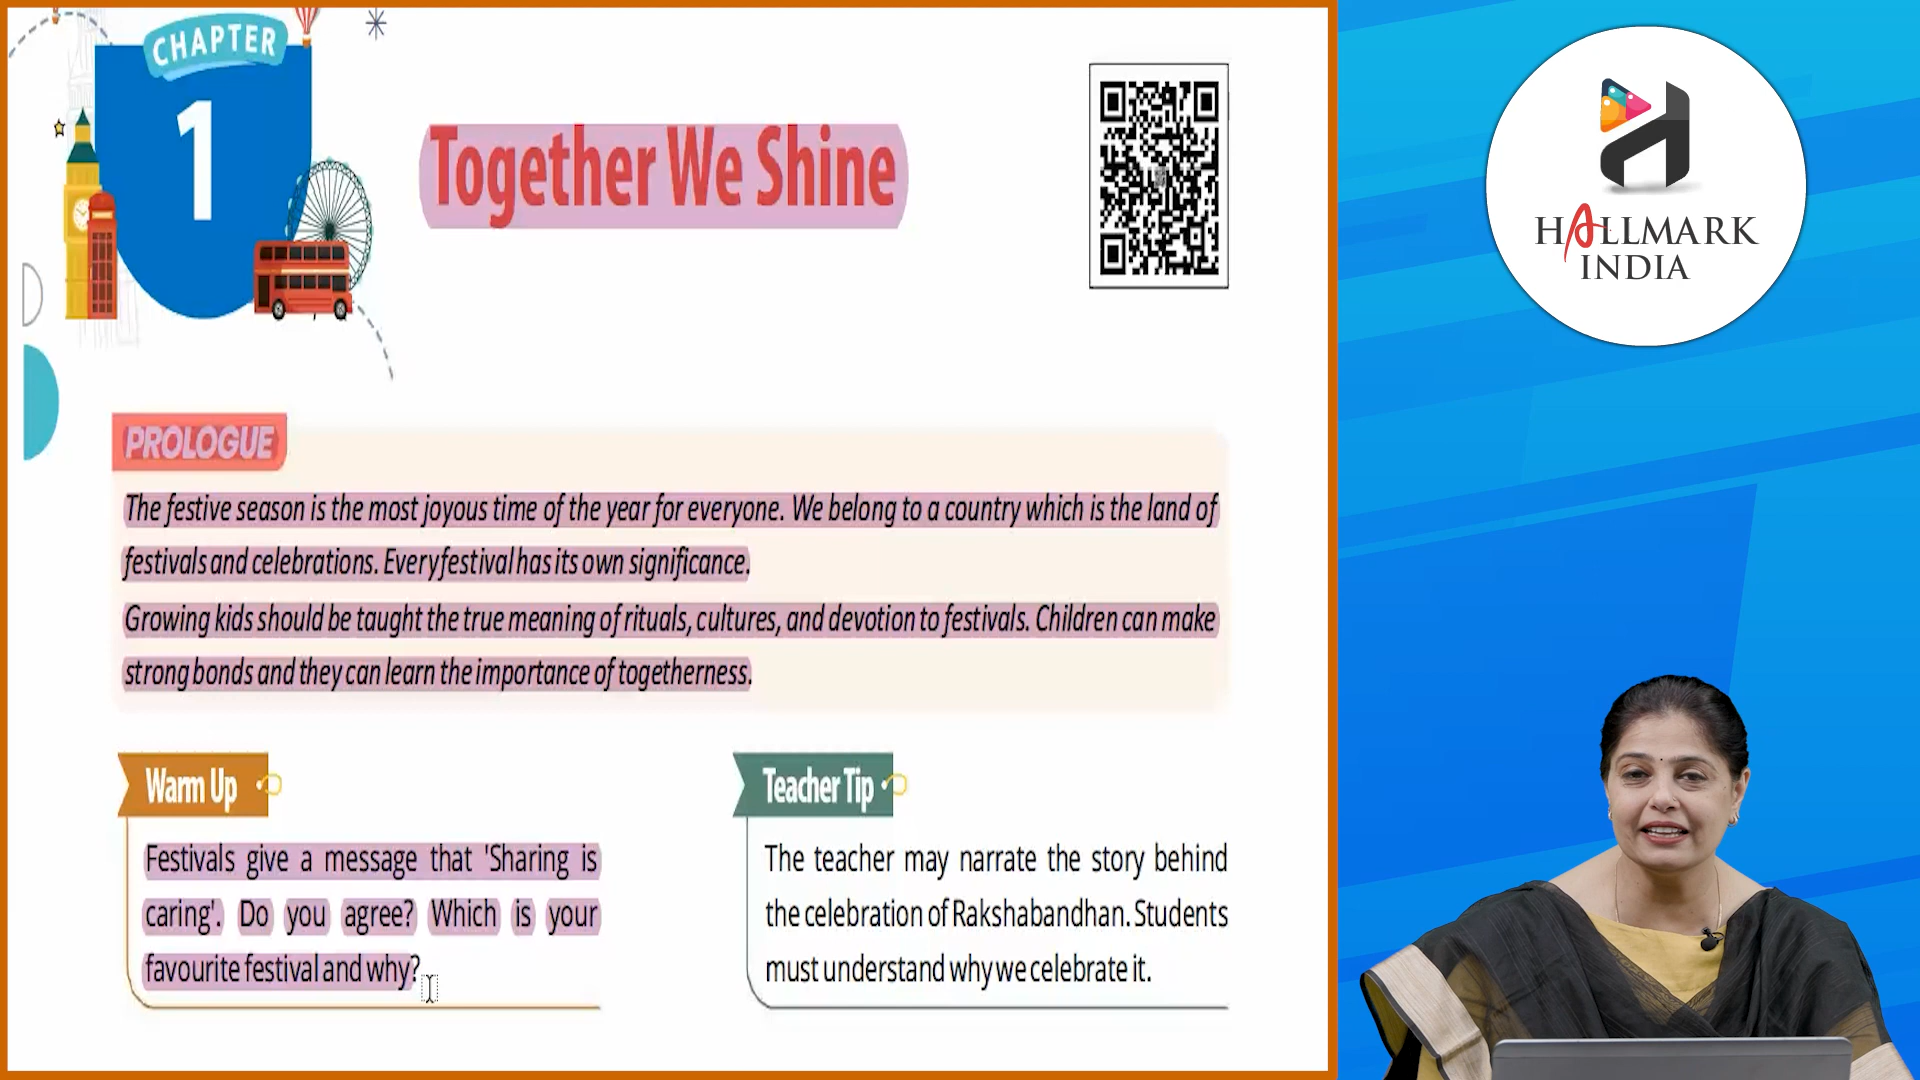 CHAPTER
1
Together We Shine
PROLOGUE
The festive season is the most joyous time of the year for everyone. We belong to a country which is the land of
festivals and celebrations. Every festival has its own significance.
Growing kids should be taught the true meaning of rituals, cultures, and devotion to festivals. Children can make
strong bonds and they can learn the importance of togetherness.
Warm Up
Festivals give a message that 'Sharing is
caring'. Do you agree? Which is your
favourite festival and why?
Teacher Tip
The teacher may narrate the story behind
the celebration of Rakshabandhan. Students
must understand why we celebrate it.
HALLMARK
INDIA